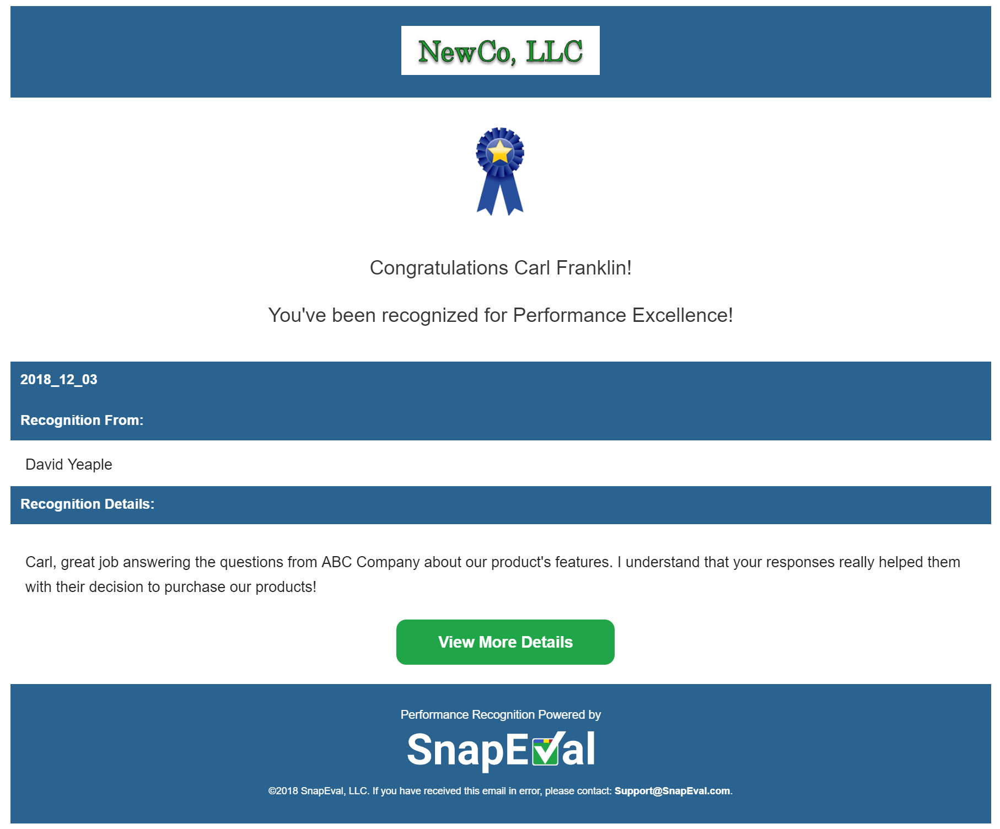 NewCo, LLC
Congratulations Carl Franklin!
You've been recognized for Performance Excellence!
2018_12_03
Recognition From:
David Yeaple
Recognition Details:
Carl, great job answering the questions from ABC Company about our product's features. I understand that your responses really helped them
with their decision to purchase our products!
View More Details
Performance Recognition Powered by
SnapEval
©2018 SnapEval, LLC. If you have received this email in error, please contact: Support@SnapEval.com.